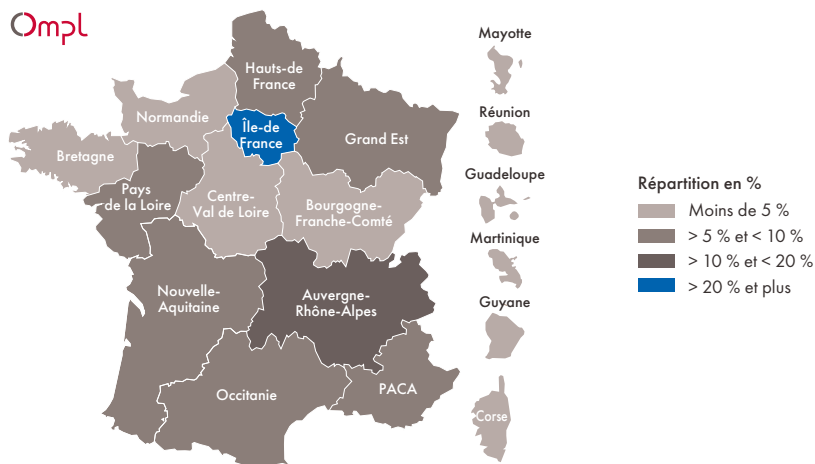 Ompl
Hauts-de
France
Normandie
Île-de
France
Grand Est
Bretagne
Pays
de la Loire
Centre-
Val de Loire
Bourgogne-
Franche-Comté
Nouvelle-
Aquitaine
Auvergne-
Rhône-Alpes
Occitanie
PACA
Mayotte
Réunion
Guadeloupe
Martinique
Guyane
Corse
Répartition en %
Moins de 5 %
> 5 % et < 10 %
> 10 % et < 20 %
> 20 % et plus